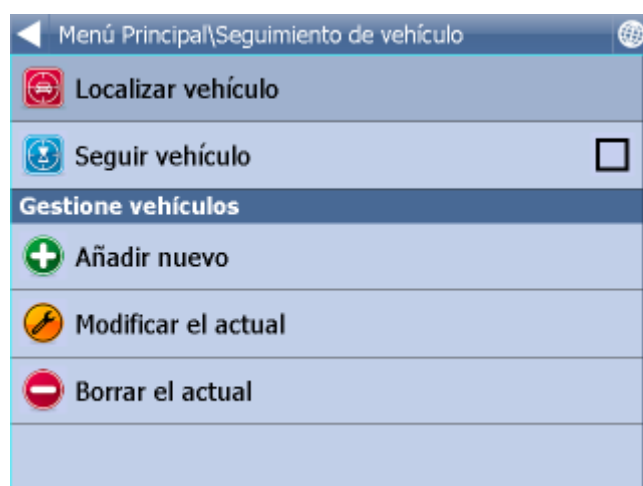 Menú Principal\Seguimiento de vehículo
Localizar vehículo
Seguir vehículo
Gestione vehículos
Añadir nuevo
Modificar el actual
Borrar el actual